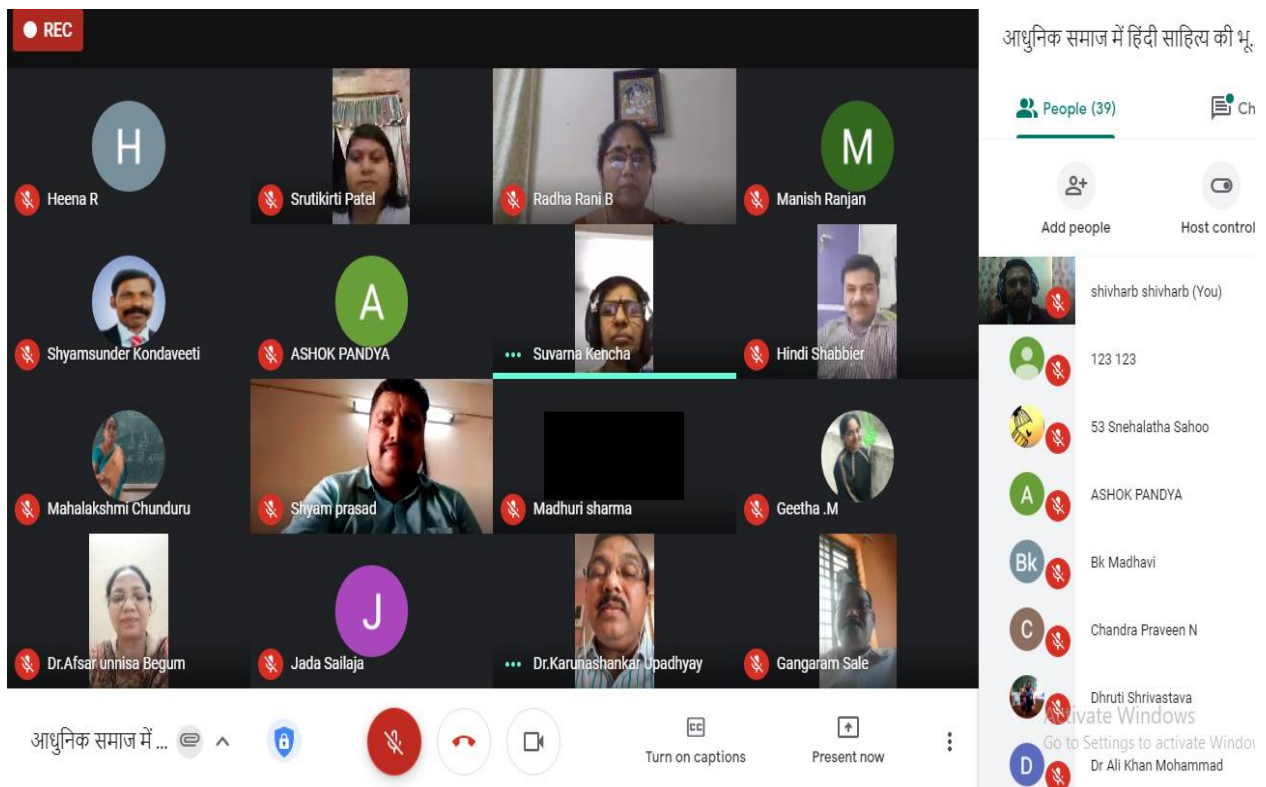 REC
H
Heena R
Srutikirti Patel
Radha Rani B
M
Manish Ranjan
Shyamsunder Kondaveeti
A
ASHOK PANDYA
Suvarna Kencha
Hindi Shabbier
Mahalakshmi Chunduru
Shyam prasad
Madhuri sharma
Geetha .M
Dr.Afsar unnisa Begum
J
Jada Sailaja
Dr.Karunashankar Upadhyay
Gangaram Sale
आधुनिक समाज में ...
Turn on captions
Present now
आधुनिक समाज में हिंदी साहित्य की भू..
People (39)
Ch
Add people
Host control
shivharb shivharb (You)
123 123
53 Snehalatha Sahoo
A
ASHOK PANDYA
Bk
Bk Madhavi
C
Chandra Praveen N
Dhruti Shrivastava
Activate Windows
Go to Settings to activate Window
D
Dr Ali Khan Mohammad